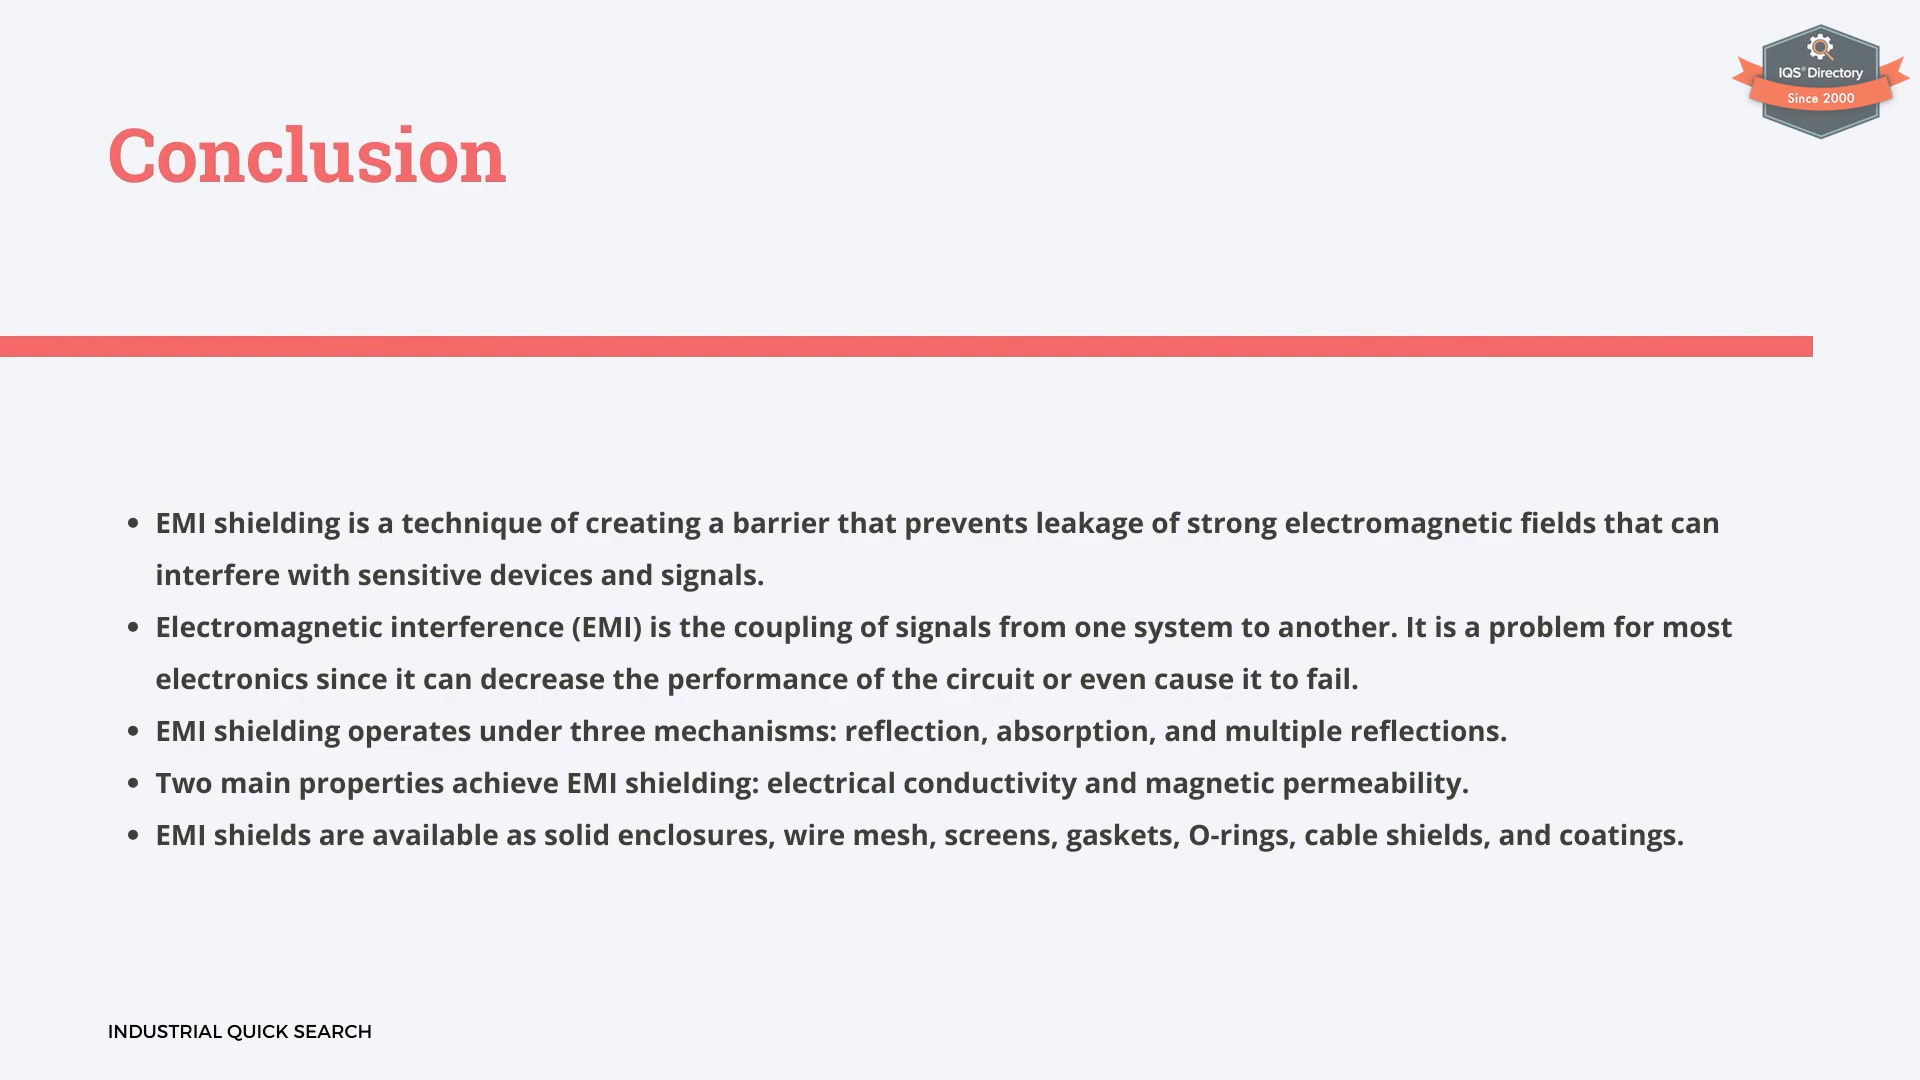 IQS® Directory
Since 2000
Conclusion
• EMI shielding is a technique of creating a barrier that prevents leakage of strong electromagnetic fields that can
interfere with sensitive devices and signals.
• Electromagnetic interference (EMI) is the coupling of signals from one system to another. It is a problem for most
electronics since it can decrease the performance of the circuit or even cause it to fail.
• EMI shielding operates under three mechanisms: reflection, absorption, and multiple reflections.
• Two main properties achieve EMI shielding: electrical conductivity and magnetic permeability.
• EMI shields are available as solid enclosures, wire mesh, screens, gaskets, O-rings, cable shields, and coatings.
INDUSTRIAL QUICK SEARCH